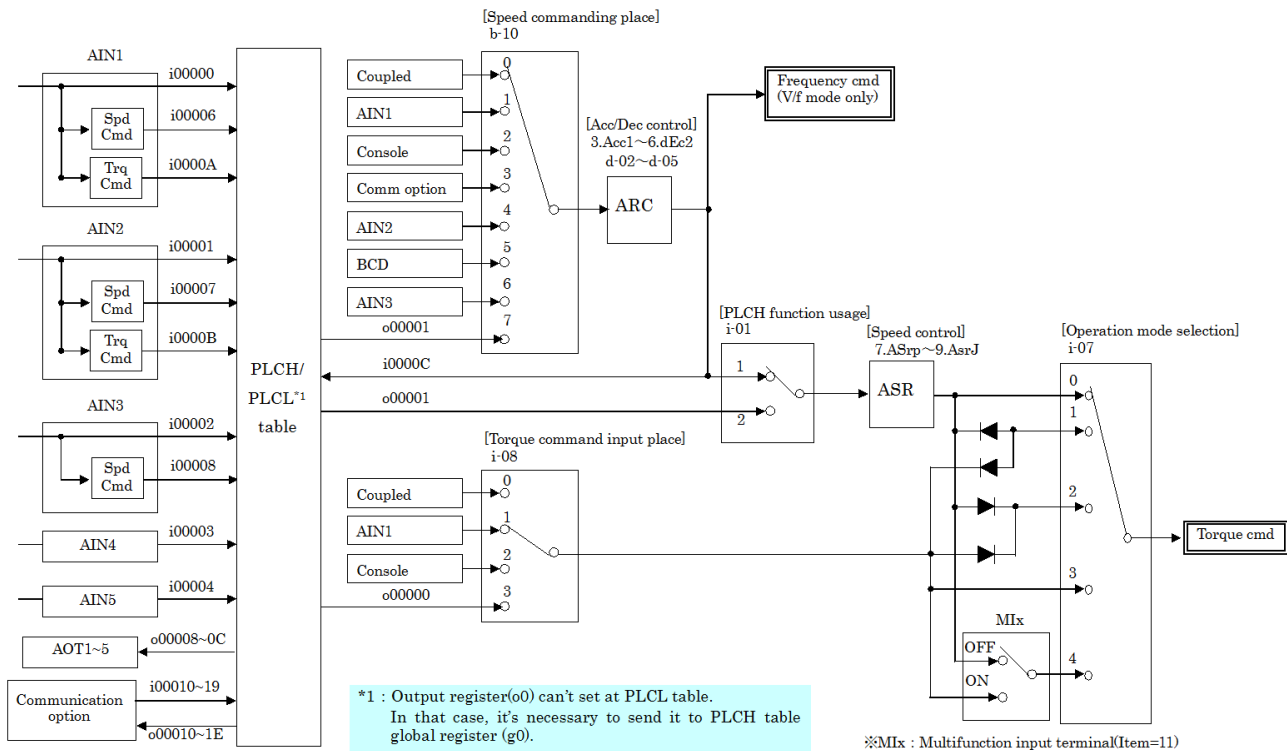 AIN1
i00000
i00006
Spd
Cmd
i0000A
Trq
Cmd
AIN2
i00001
i00007
Spd
Cmd
i0000B
Trq
Cmd
AIN3
i00002
i00008
Spd
Cmd
AIN4
i00003
AIN5
i00004
AOT1~5
o00008~0C
Communication
option
i00010~19
o00010~1E
PLCH/
PLCL*1
table
[Speed commanding place]
b-10
Coupled
0
AIN1
1
Console
2
Comm option
3
AIN2
4
BCD
5
AIN3
6
o00001
7
[Acc/Dec control]
3.Acc1～6.dEc2
d-02～d-05
ARC
Frequency cmd
(V/f mode only)
i0000C
o00001
[PLCH function usage]
i-01
1
2
[Speed control]
7.ASrp～9.AsrJ
ASR
[Torque command input place]
i-08
Coupled
0
AIN1
1
Console
2
o00000
3
[Operation mode selection]
i-07
0
1
2
3
4
MIx
OFF
ON
Torque cmd
*1 : Output register(o0) can't set at PLCL table.
In that case, it's necessary to send it to PLCH table
global register (g0).
※MIx : Multifunction input terminal(Item=11)